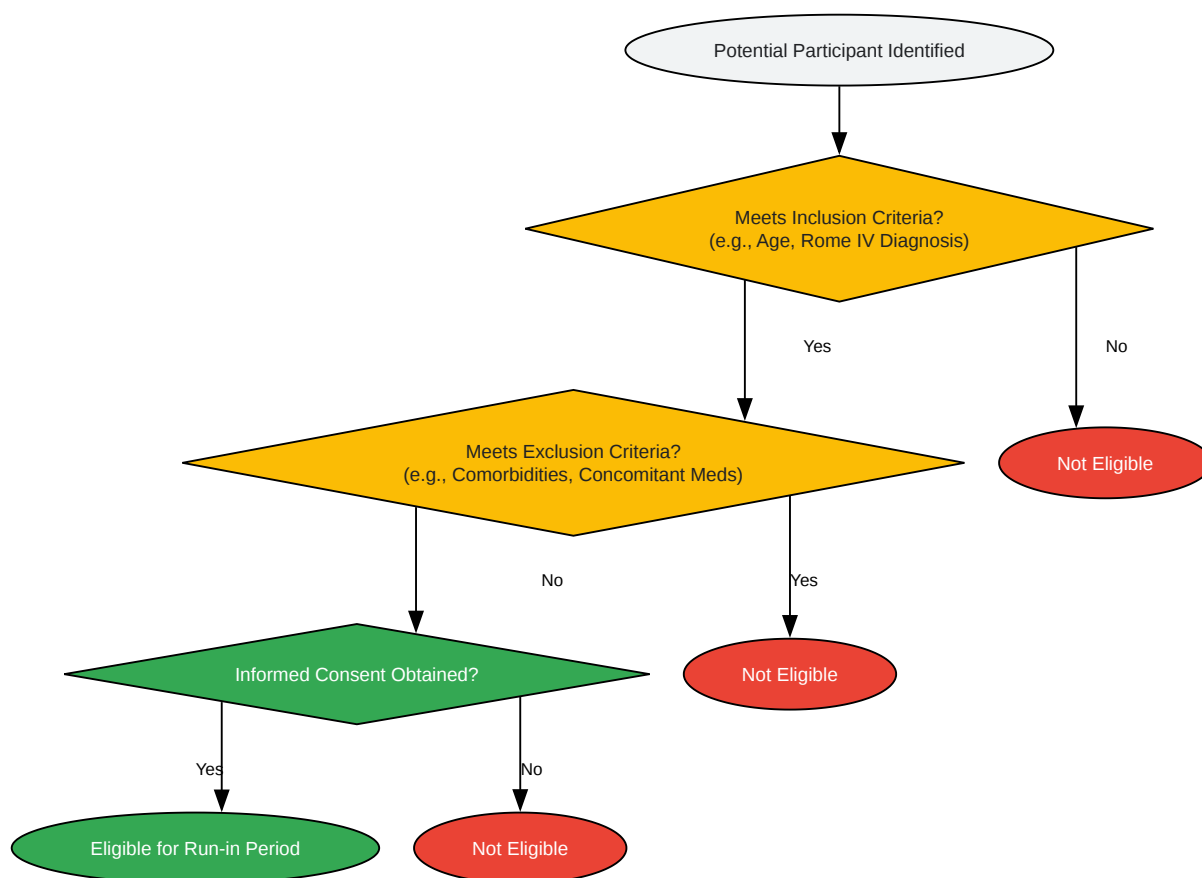 Potential Participant Identified
Meets Inclusion Criteria?
(e.g., Age, Rome IV Diagnosis)
Yes
No
Meets Exclusion Criteria?
(e.g., Comorbidities, Concomitant Meds)
Not Eligible
No
Yes
Informed Consent Obtained?
Not Eligible
Yes
No
Eligible for Run-in Period
Not Eligible